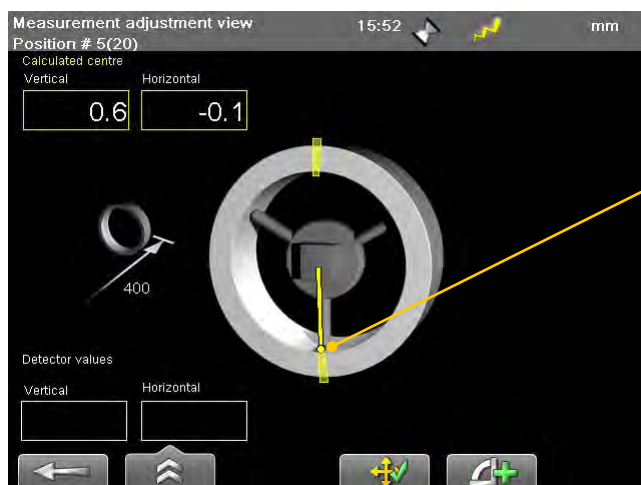 Measurement adjustment view 15:52 mm
Position # 5(20)
Calculated centre
Vertical Horizontal
0.6 -0.1
400
Detector values
Vertical Horizontal